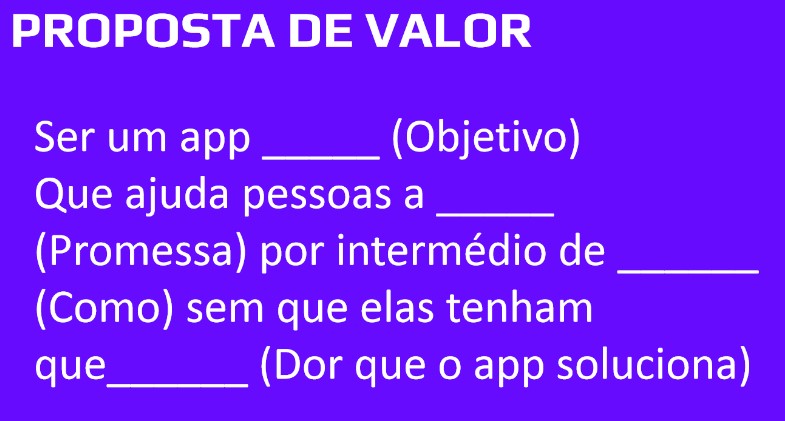 PROPOSTA DE VALOR
Ser um app _____ (Objetivo)
Que ajuda pessoas a _____
(Promessa) por intermédio de ______
(Como) sem que elas tenham
que______ (Dor que o app soluciona)